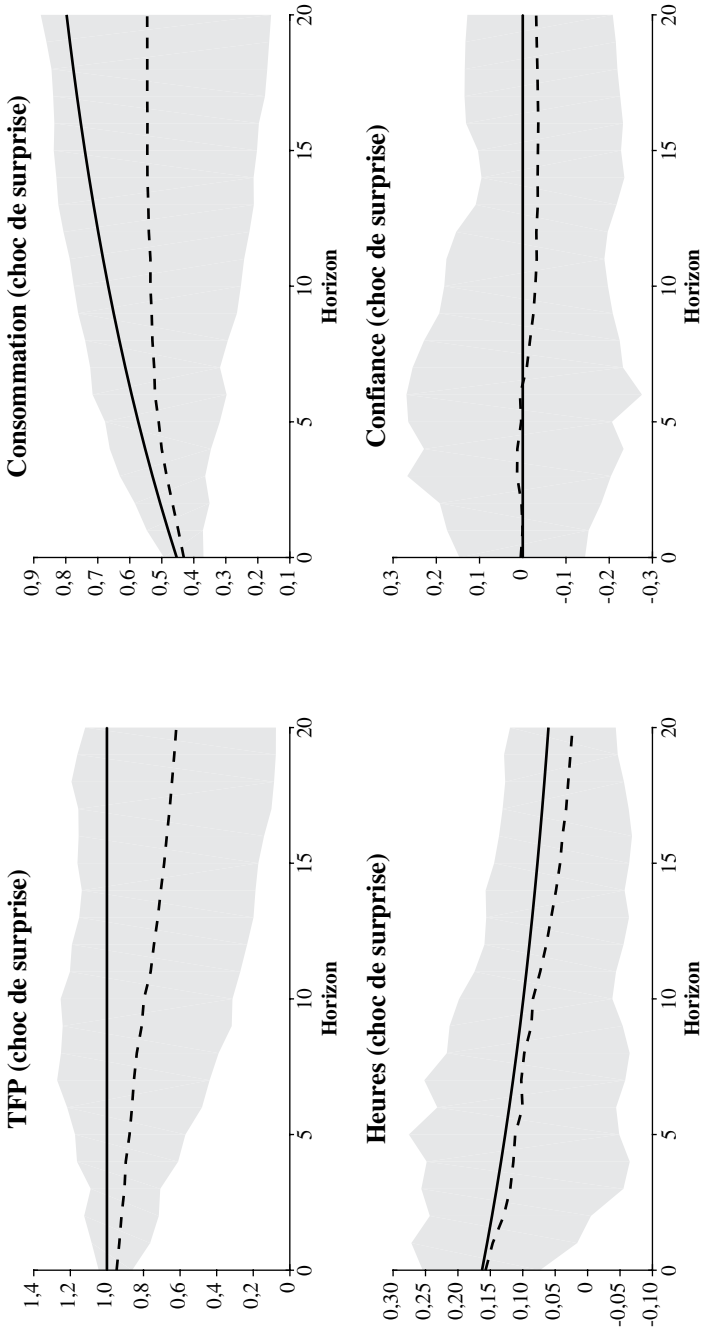 TFP (choc de surprise)
1,4
1,2
1,0
0,8
0,6
0,4
0,2
0
0 5 10 15 20
Horizon
Consommation (choc de surprise)
0,9
0,8
0,7
0,6
0,5
0,4
0,3
0,2
0,1
0 5 10 15 20
Horizon
Heures (choc de surprise)
0,30
0,25
0,20
0,15
0,10
0,05
0
-0,05
-0,10
0 5 10 15 20
Horizon
Confiance (choc de surprise)
0,3
0,2
0,1
0
-0,1
-0,2
-0,3
0 5 10 15 20
Horizon